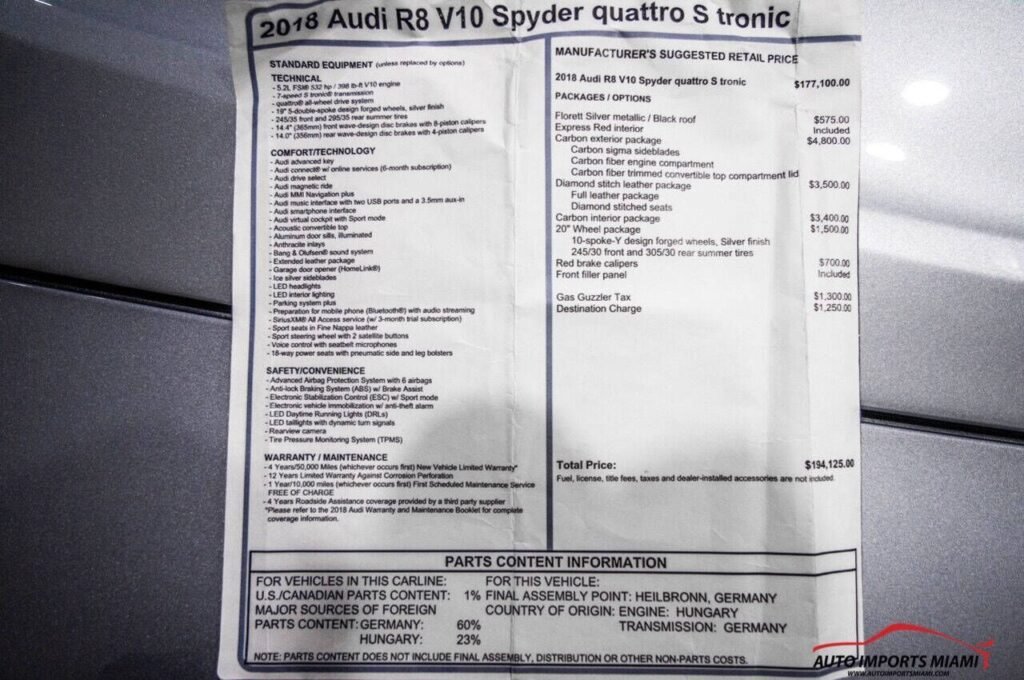 2018 Audi R8 V10 Spyder quattro S tronic
STANDARD EQUIPMENT (unless replaced by options)
TECHNICAL
- 5.2L FSI® 532 hp / 398 lb-ft V10 engine
- 7-speed S tronic® transmission
- quattro® all-wheel drive system
- 19" 5-double-spoke design forged wheels, silver finish
- 245/35 front and 295/35 rear summer tires
- 14.4" (365mm) front wave-design disc brakes with 8-piston calipers
- 14.0" (356mm) rear wave-design disc brakes with 4-piston calipers
COMFORT/TECHNOLOGY
- Audi advanced key
- Audi connect® w/ online services (6-month subscription)
- Audi drive select
- Audi magnetic ride
- Audi MMI Navigation plus
- Audi music interface with two USB ports and a 3.5mm aux-in
- Audi smartphone interface
- Audi virtual cockpit with Sport mode
- Acoustic convertible top
- Aluminum door sills, illuminated
- Anthracite inlays
- Bang & Olufsen® sound system
- Extended leather package
- Garage door opener (HomeLink®)
- Ice silver sideblades
- LED headlights
- LED interior lighting
- Parking system plus
- Preparation for mobile phone (Bluetooth®) with audio streaming
- SiriusXM® All Access service (w/ 3-month trial subscription)
- Sport seats in Fine Nappa leather
- Sport steering wheel with 2 satellite buttons
- Voice control with seatbelt microphones
- 18-way power seats with pneumatic side and leg bolsters
SAFETY/CONVENIENCE
- Advanced Airbag Protection System with 6 airbags
- Anti-lock Braking System (ABS) w/ Brake Assist
- Electronic Stabilization Control (ESC) w/ Sport mode
- Electronic vehicle immobilization w/ anti-theft alarm
- LED Daytime Running Lights (DRLs)
- LED taillights with dynamic turn signals
- Rearview camera
- Tire Pressure Monitoring System (TPMS)
WARRANTY / MAINTENANCE
- 4 Years/50,000 Miles (whichever occurs first) New Vehicle Limited Warranty*
- 12 Years Limited Warranty Against Corrosion Perforation
- 1 Year/10,000 miles (whichever occurs first) First Scheduled Maintenance Service
FREE OF CHARGE
- 4 Years Roadside Assistance coverage provided by a third party supplier
*Please refer to the 2018 Audi Warranty and Maintenance Booklet for complete
coverage information.
MANUFACTURER'S SUGGESTED RETAIL PRICE
2018 Audi R8 V10 Spyder quattro S tronic $177,100.00
PACKAGES / OPTIONS
Florett Silver metallic / Black roof $575.00
Express Red interior Included
Carbon exterior package $4,800.00
Carbon sigma sideblades
Carbon fiber engine compartment
Carbon fiber trimmed convertible top compartment lid
Diamond stitch leather package $3,500.00
Full leather package
Diamond stitched seats
Carbon interior package $3,400.00
20" Wheel package $1,500.00
10-spoke-Y design forged wheels, Silver finish
245/30 front and 305/30 rear summer tires
Red brake calipers $700.00
Front filler panel Included
Gas Guzzler Tax $1,300.00
Destination Charge $1,250.00
Total Price: $194,125.00
Fuel, license, title fees, taxes and dealer-installed accessories are not included.
PARTS CONTENT INFORMATION
FOR VEHICLES IN THIS CARLINE:
U.S./CANADIAN PARTS CONTENT: 1%
MAJOR SOURCES OF FOREIGN
PARTS CONTENT: GERMANY: 60%
HUNGARY: 23%
FOR THIS VEHICLE:
FINAL ASSEMBLY POINT: HEILBRONN, GERMANY
COUNTRY OF ORIGIN: ENGINE: HUNGARY
TRANSMISSION: GERMANY
NOTE: PARTS CONTENT DOES NOT INCLUDE FINAL ASSEMBLY, DISTRIBUTION OR OTHER NON-PARTS COSTS.
AUTO IMPORTS MIAMI
WWW.AUTOIMPORTSMIAMI.COM